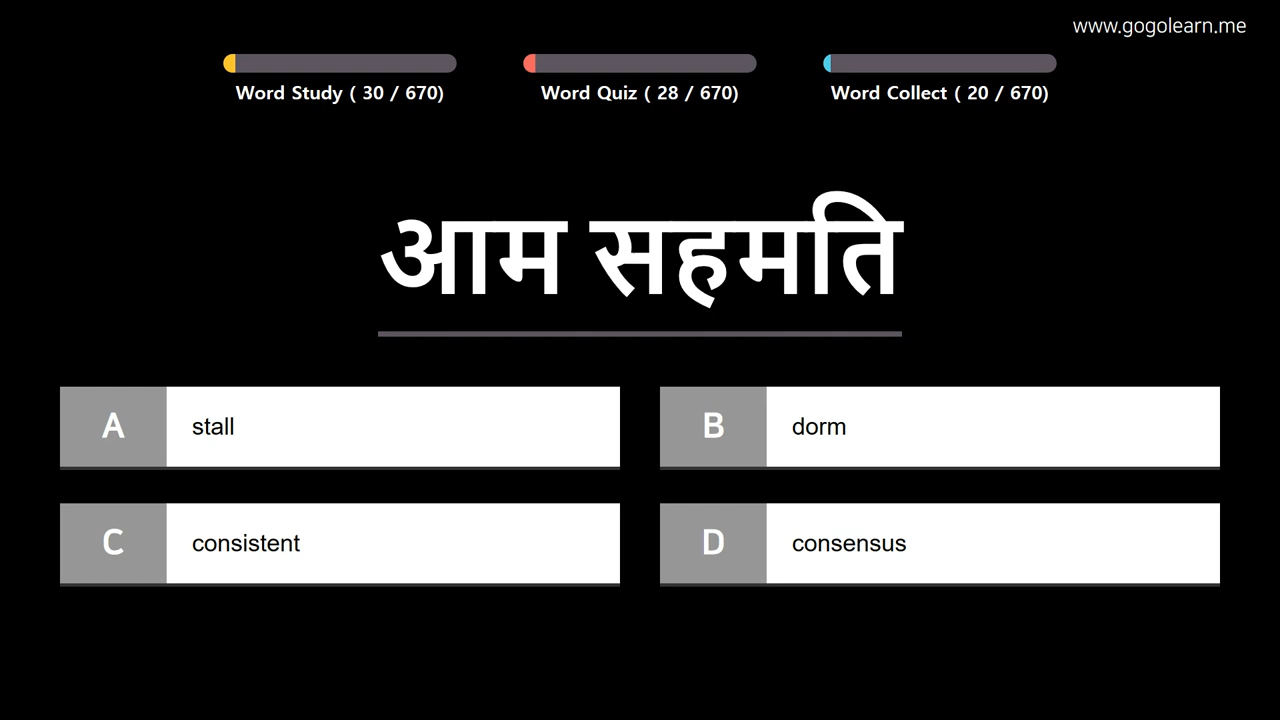 www.gogolearn.me
Word Study ( 30 / 670)
Word Quiz ( 28 / 670)
Word Collect ( 20 / 670)
आम सहमति
A stall
B dorm
C consistent
D consensus